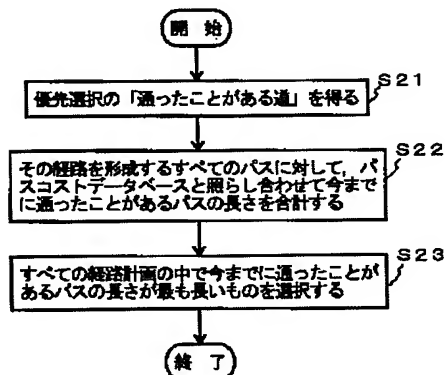 開 始
S21
優先選択の「通ったことがある道」を得る
S22
その経路を形成するすべてのパスに対して，パ
スコストデータベースと照らし合わせて今まで
に通ったことがあるパスの長さを合計する
S23
すべての経路計画の中で今までに通ったことが
あるパスの長さが最も長いものを選択する
終 了